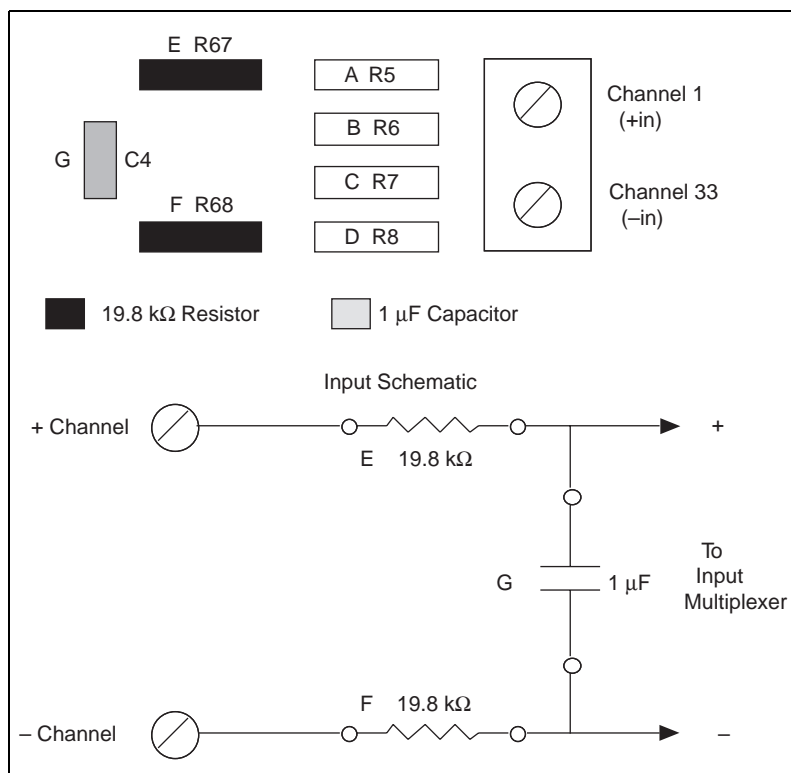 E R67
A R5
Channel 1
(+in)
B R6
G C4
C R7
Channel 33
(–in)
F R68
D R8
19.8 kΩ Resistor
1 µF Capacitor
Input Schematic
+ Channel
+
E 19.8 kΩ
To
Input
Multiplexer
G 1 µF
F 19.8 kΩ
– Channel
–